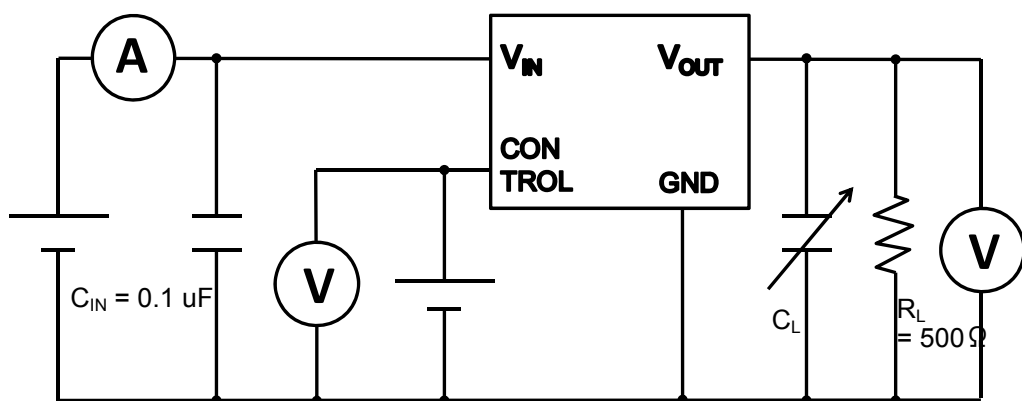 A
V_IN
V_OUT
CON
TROL
GND
V
V
C_IN = 0.1 uF
C_L
R_L
= 500 Ω